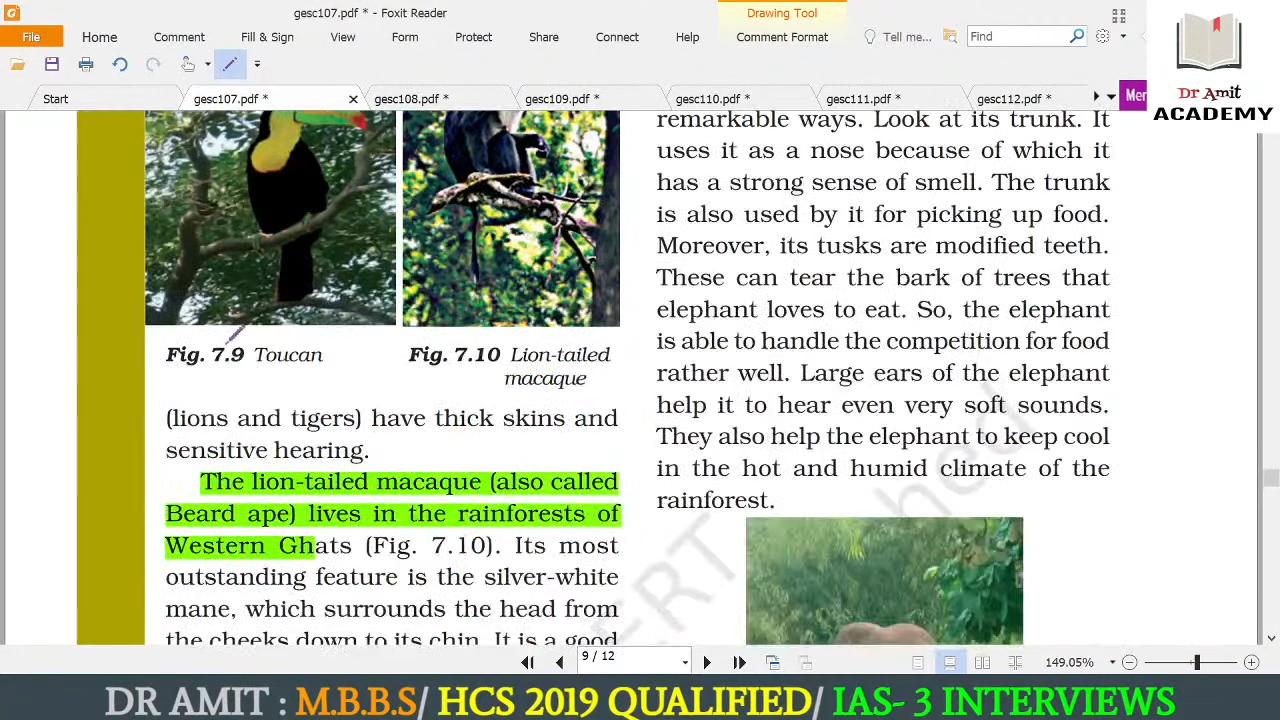 gesc107.pdf * - Foxit Reader
Drawing Tool
File
Home
Comment
Fill & Sign
View
Form
Protect
Share
Connect
Help
Comment Format
Tell me...
Find
Start
gesc107.pdf *
gesc108.pdf *
gesc109.pdf *
gesc110.pdf *
gesc111.pdf *
gesc112.pdf *
Mer
Dr Amit
ACADEMY
Fig. 7.9 Toucan
Fig. 7.10 Lion-tailed
macaque
(lions and tigers) have thick skins and
sensitive hearing.
The lion-tailed macaque (also called
Beard ape) lives in the rainforests of
Western Ghats (Fig. 7.10). Its most
outstanding feature is the silver-white
mane, which surrounds the head from
the cheeks down to its chin. It is a good
remarkable ways. Look at its trunk. It
uses it as a nose because of which it
has a strong sense of smell. The trunk
is also used by it for picking up food.
Moreover, its tusks are modified teeth.
These can tear the bark of trees that
elephant loves to eat. So, the elephant
is able to handle the competition for food
rather well. Large ears of the elephant
help it to hear even very soft sounds.
They also help the elephant to keep cool
in the hot and humid climate of the
rainforest.
9 / 12
149.05%
DR AMIT : M.B.B.S/ HCS 2019 QUALIFIED/ IAS- 3 INTERVIEWS